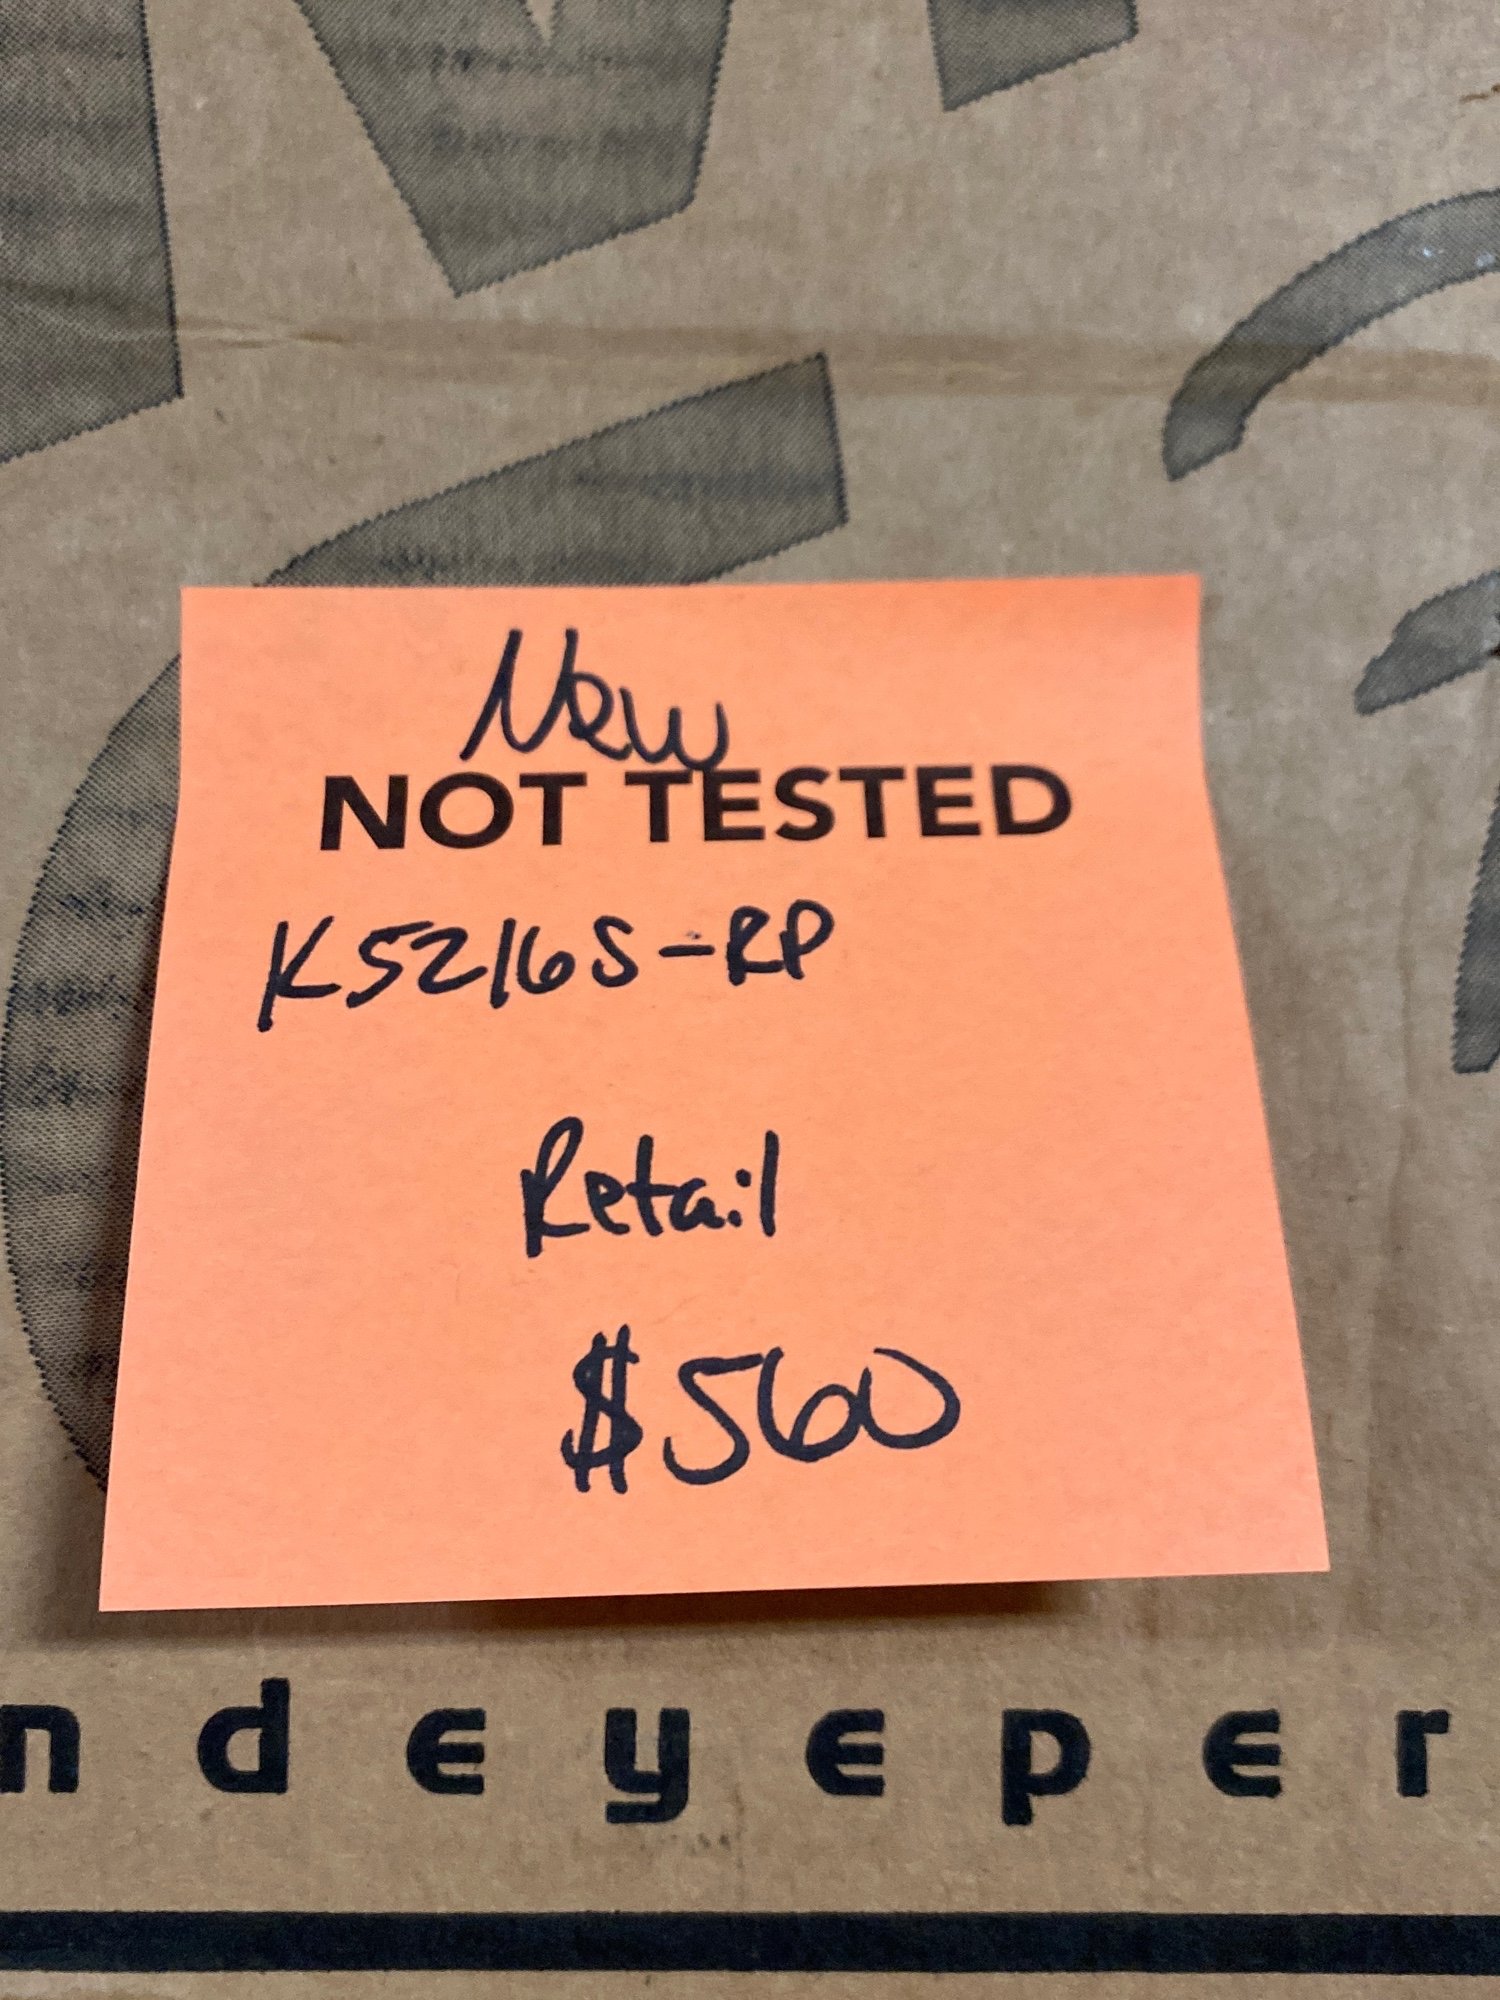 New
NOT TESTED
K5216S-RP
Retail
$560
ndeyeper